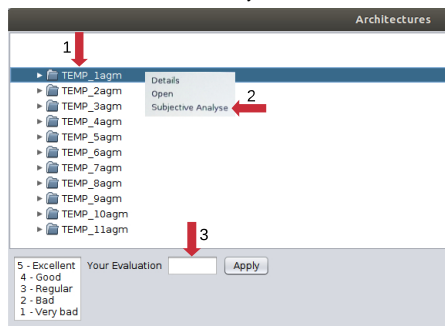 Architectures
1
TEMP_1agm
Details
TEMP_2agm
Open
2
TEMP_3agm
Subjective Analyse
TEMP_4agm
TEMP_5agm
TEMP_6agm
TEMP_7agm
TEMP_8agm
TEMP_9agm
TEMP_10agm
TEMP_11agm
3
5 - Excellent Your Evaluation Apply
4 - Good
3 - Regular
2 - Bad
1 - Very bad